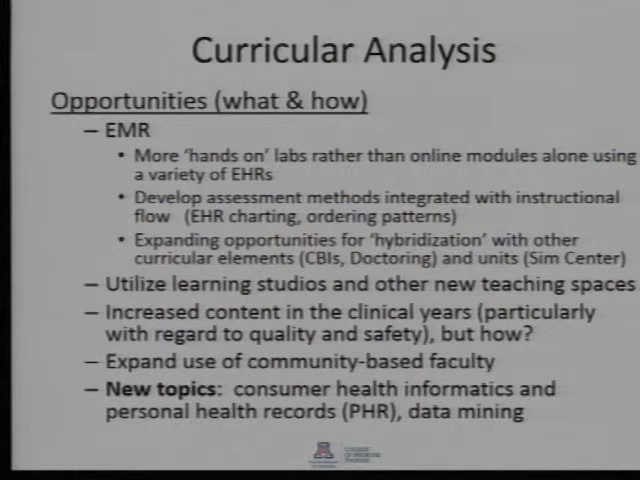 Curricular Analysis
Opportunities (what & how)
– EMR
• More 'hands on' labs rather than online modules alone using
a variety of EHRs
• Develop assessment methods integrated with instructional
flow (EHR charting, ordering patterns)
• Expanding opportunities for 'hybridization' with other
curricular elements (CBIs, Doctoring) and units (Sim Center)
– Utilize learning studios and other new teaching spaces
– Increased content in the clinical years (particularly
with regard to quality and safety), but how?
– Expand use of community-based faculty
– New topics: consumer health informatics and
personal health records (PHR), data mining